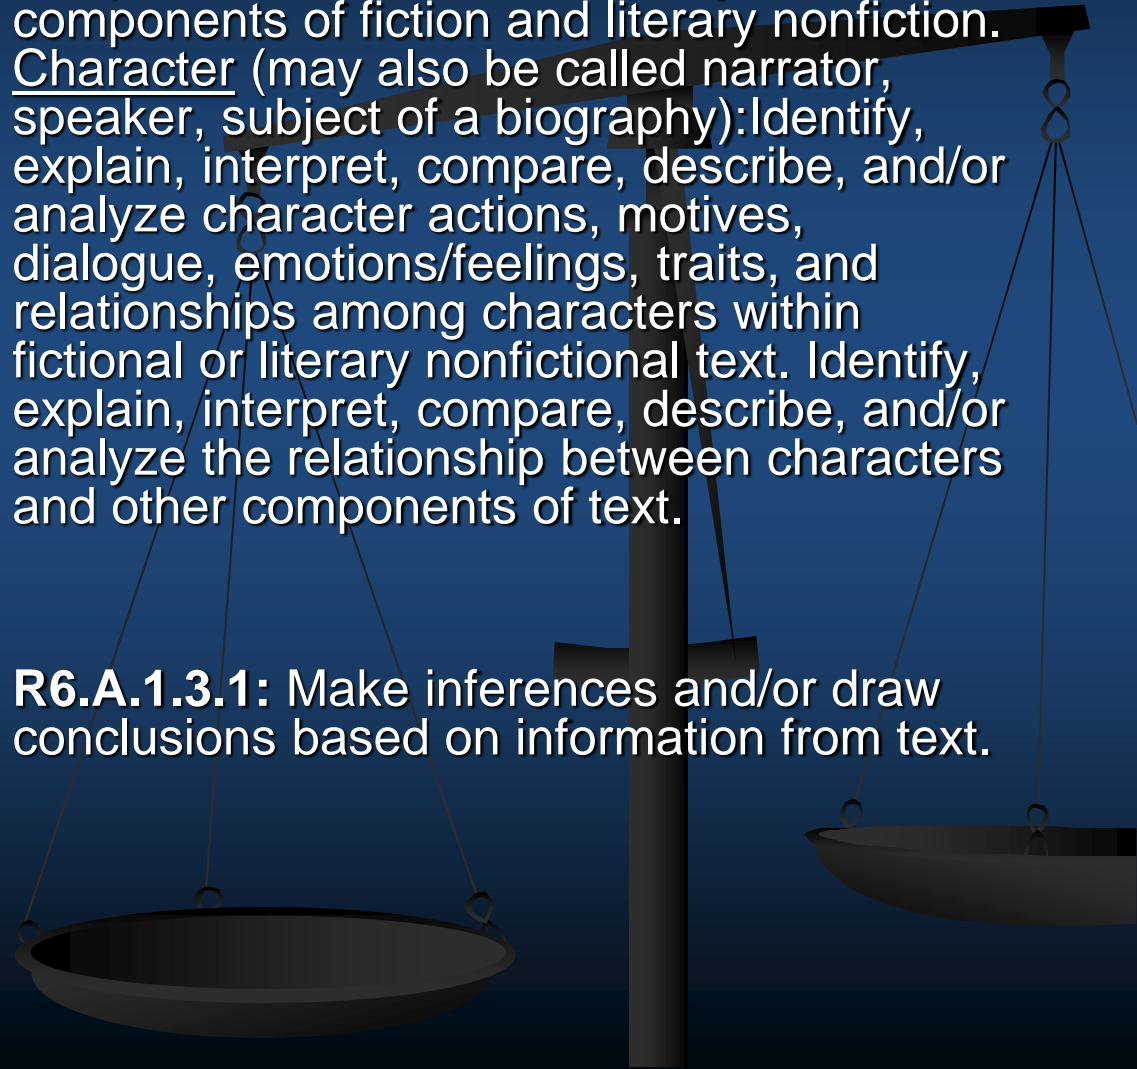 components of fiction and literary nonfiction.
Character (may also be called narrator,
speaker, subject of a biography):Identify,
explain, interpret, compare, describe, and/or
analyze character actions, motives,
dialogue, emotions/feelings, traits, and
relationships among characters within
fictional or literary nonfictional text. Identify,
explain, interpret, compare, describe, and/or
analyze the relationship between characters
and other components of text.
R6.A.1.3.1: Make inferences and/or draw
conclusions based on information from text.